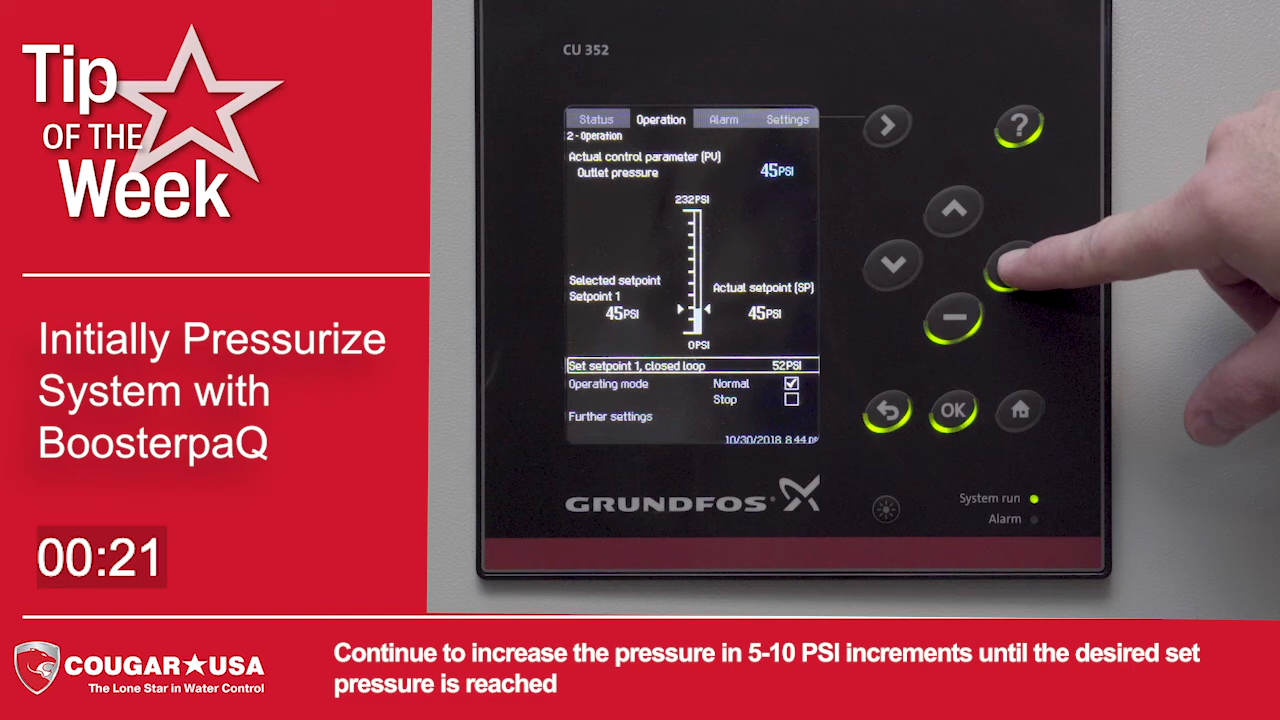 Tip
OF THE
Week
Initially Pressurize
System with
BoosterpaQ
00:21
CU 352
Status Operation Alarm Settings
2 - Operation
Actual control parameter (PV)
Outlet pressure 45PSI
232PSI
Selected setpoint
Setpoint 1
45PSI
Actual setpoint (SP)
45PSI
0PSI
Set setpoint 1, closed loop 52PSI
Operating mode Normal
Stop
Further settings
10/30/2018 8:44
?
OK
GRUNDFOS
System run
Alarm
COUGAR USA
The Lone Star in Water Control
Continue to increase the pressure in 5-10 PSI increments until the desired set
pressure is reached